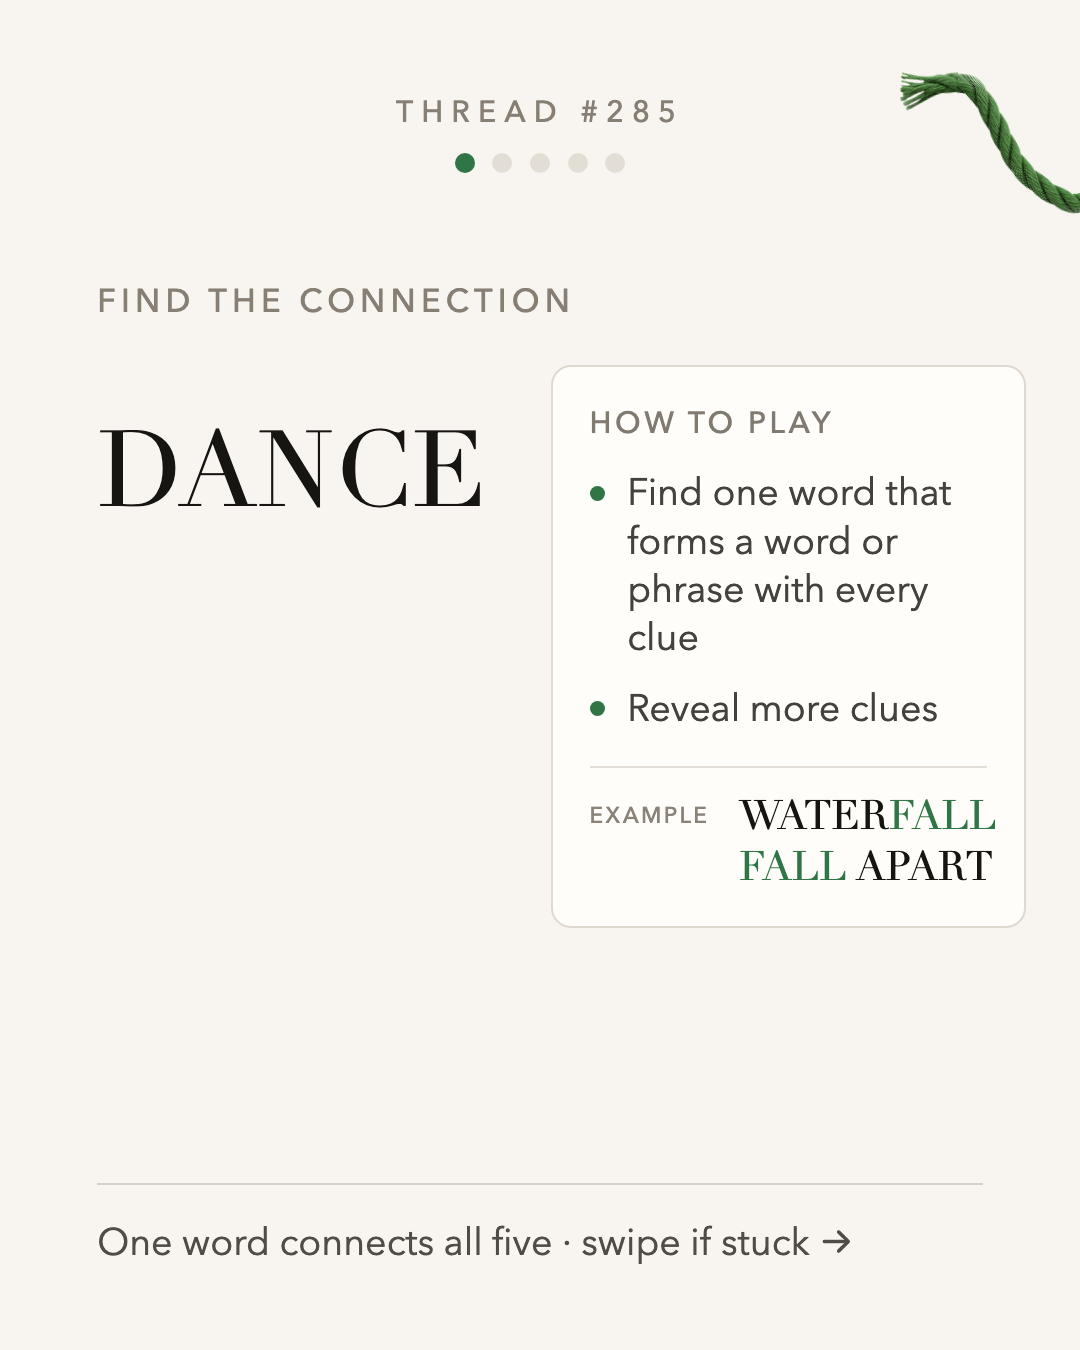 THREAD #285
FIND THE CONNECTION
DANCE
HOW TO PLAY
Find one word that
forms a word or
phrase with every
clue
Reveal more clues
EXAMPLE
WATERFALL
FALL APART
One word connects all five · swipe if stuck →